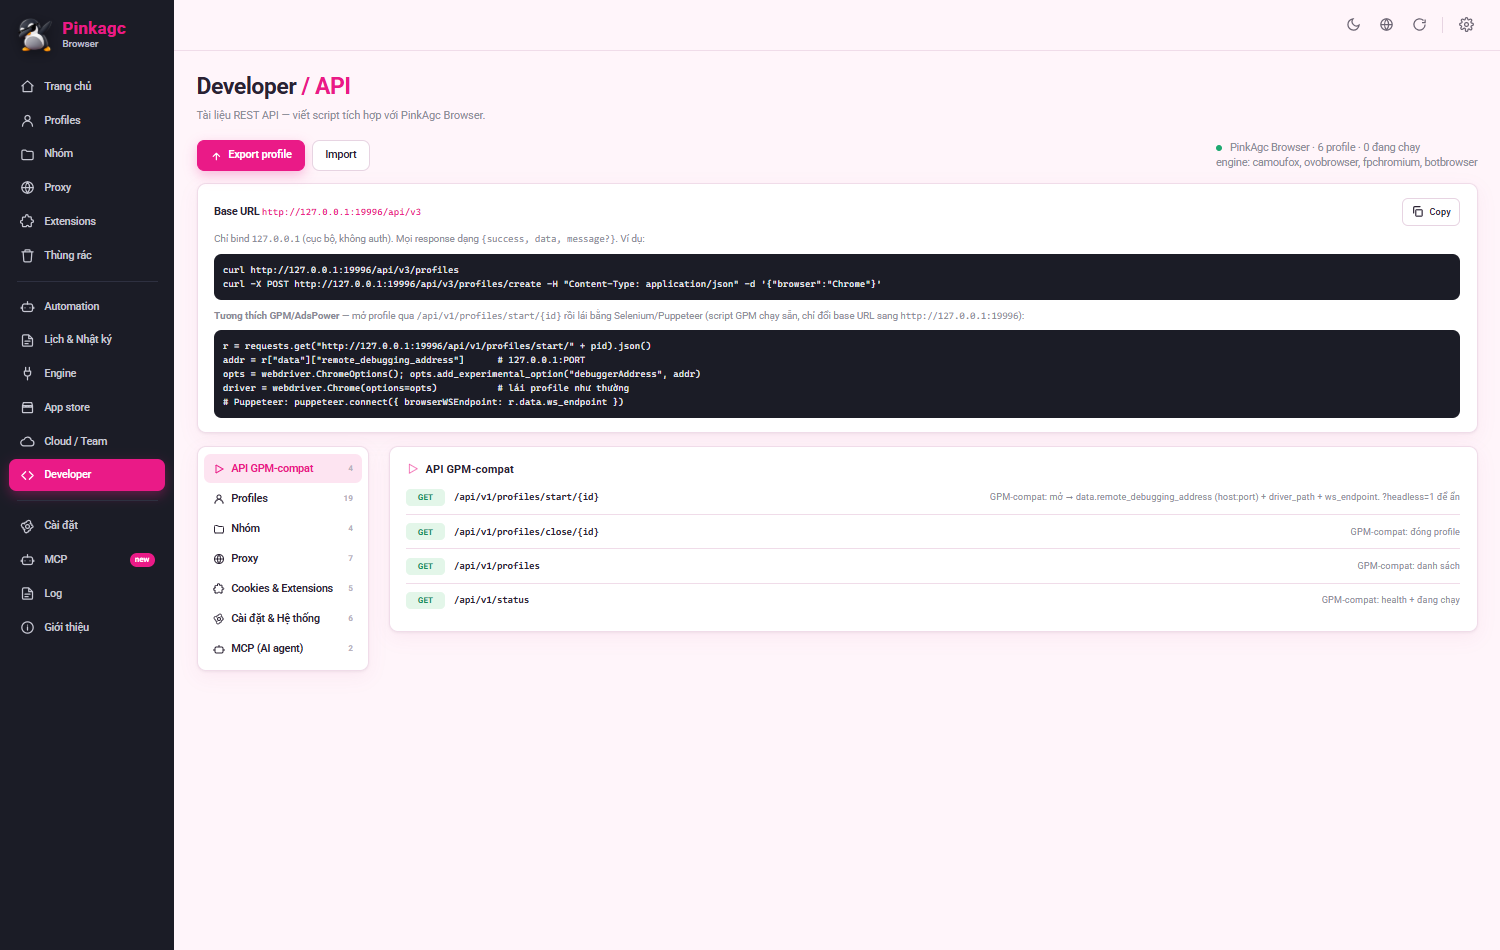 Pinkagc
Browser
Trang chủ
Profiles
Nhóm
Proxy
Extensions
Thùng rác
Automation
Lịch & Nhật ký
Engine
App store
Cloud / Team
Developer
Cài đặt
MCP new
Log
Giới thiệu
Developer / API
Tài liệu REST API — viết script tích hợp với PinkAgc Browser.
Export profile
Import
PinkAgc Browser · 6 profile · 0 đang chạy
engine: camoufox, ovobrowser, fpchromium, botbrowser
Base URL http://127.0.0.1:19996/api/v3
Copy
Chỉ bind 127.0.0.1 (cục bộ, không auth). Mọi response dạng {success, data, message?}. Ví dụ:
curl http://127.0.0.1:19996/api/v3/profiles
curl -X POST http://127.0.0.1:19996/api/v3/profiles/create -H "Content-Type: application/json" -d '{"browser":"Chrome"}'
Tương thích GPM/AdsPower — mở profile qua /api/v1/profiles/start/{id} rồi lái bằng Selenium/Puppeteer (script GPM chạy sẵn, chỉ đổi base URL sang http://127.0.0.1:19996):
r = requests.get("http://127.0.0.1:19996/api/v1/profiles/start/" + pid).json()
addr = r["data"]["remote_debugging_address"] # 127.0.0.1:PORT
opts = webdriver.ChromeOptions(); opts.add_experimental_option("debuggerAddress", addr)
driver = webdriver.Chrome(options=opts) # lái profile như thường
# Puppeteer: puppeteer.connect({ browserWSEndpoint: r.data.ws_endpoint })
API GPM-compat 4
Profiles 19
Nhóm 4
Proxy 7
Cookies & Extensions 5
Cài đặt & Hệ thống 6
MCP (AI agent) 2
API GPM-compat
GET /api/v1/profiles/start/{id} GPM-compat: mở → data.remote_debugging_address (host:port) + driver_path + ws_endpoint. ?headless=1 để ẩn
GET /api/v1/profiles/close/{id} GPM-compat: đóng profile
GET /api/v1/profiles GPM-compat: danh sách
GET /api/v1/status GPM-compat: health + đang chạy